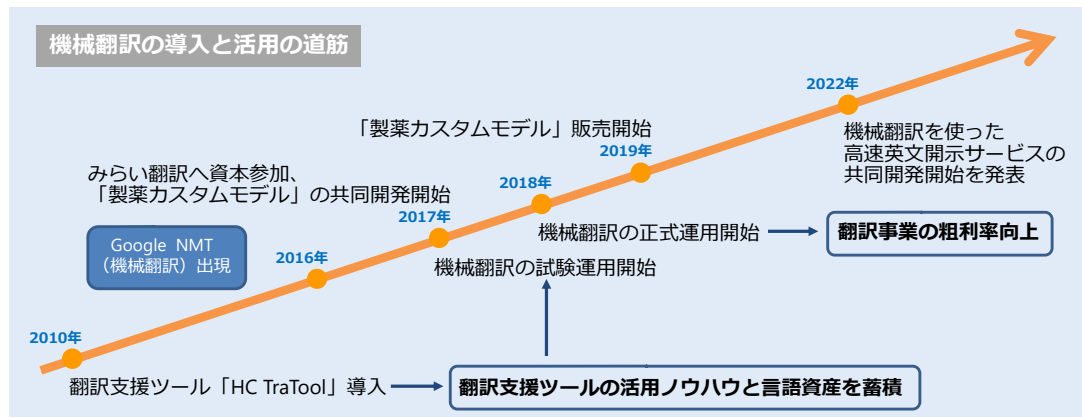 機械翻訳の導入と活用の道筋
2022年
「製薬カスタムモデル」販売開始
機械翻訳を使った
高速英文開示サービスの
共同開発開始を発表
2019年
みらい翻訳へ資本参加、
「製薬カスタムモデル」の共同開発開始
2018年
2017年
機械翻訳の正式運用開始
翻訳事業の粗利率向上
Google NMT
（機械翻訳）出現
2016年
機械翻訳の試験運用開始
2010年
翻訳支援ツール「HC TraTool」導入
翻訳支援ツールの活用ノウハウと言語資産を蓄積